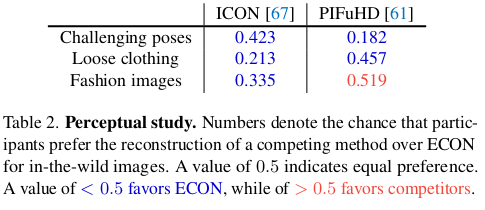 ICON [67] PIFuHD [61]
Challenging poses 0.423 0.182
Loose clothing 0.213 0.457
Fashion images 0.335 0.519
Table 2. Perceptual study. Numbers denote the chance that partic-
ipants prefer the reconstruction of a competing method over ECON
for in-the-wild images. A value of 0.5 indicates equal preference.
A value of < 0.5 favors ECON, while of > 0.5 favors competitors.